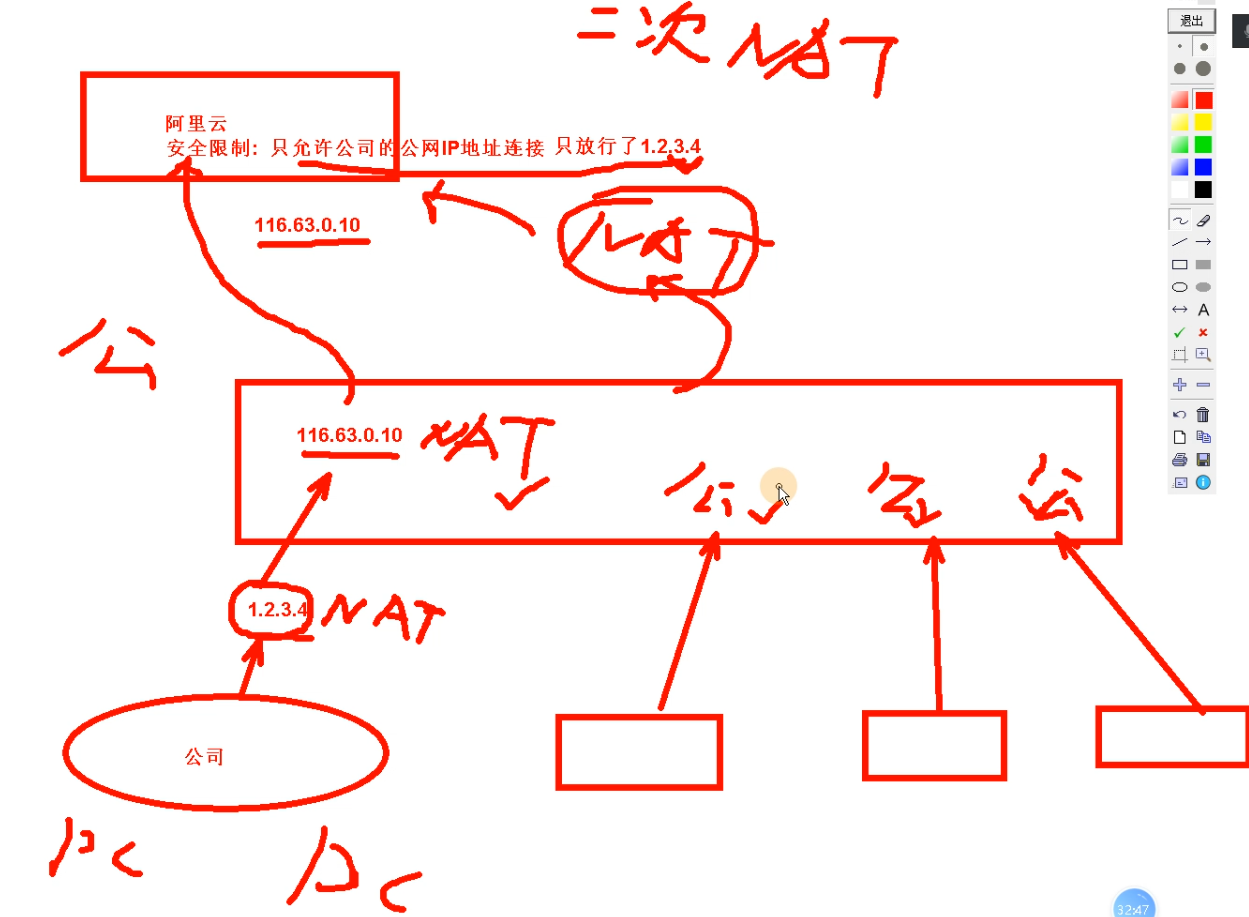 二次NAT
退出
阿里云
安全限制: 只允许公司的公网IP地址连接 只放行了1.2.3.4
116.63.0.10
NAT
公
116.63.0.10 NAT
公 公 公
1.2.3.4 NAT
公司
PC PC
A
32:47